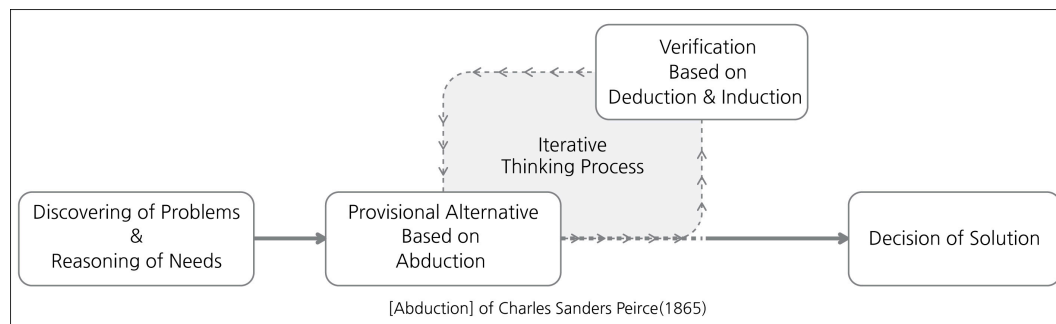 Verification
Based on
Deduction & Induction
Iterative
Thinking Process
Discovering of Problems
&
Reasoning of Needs
Provisional Alternative
Based on
Abduction
Decision of Solution
[Abduction] of Charles Sanders Peirce(1865)